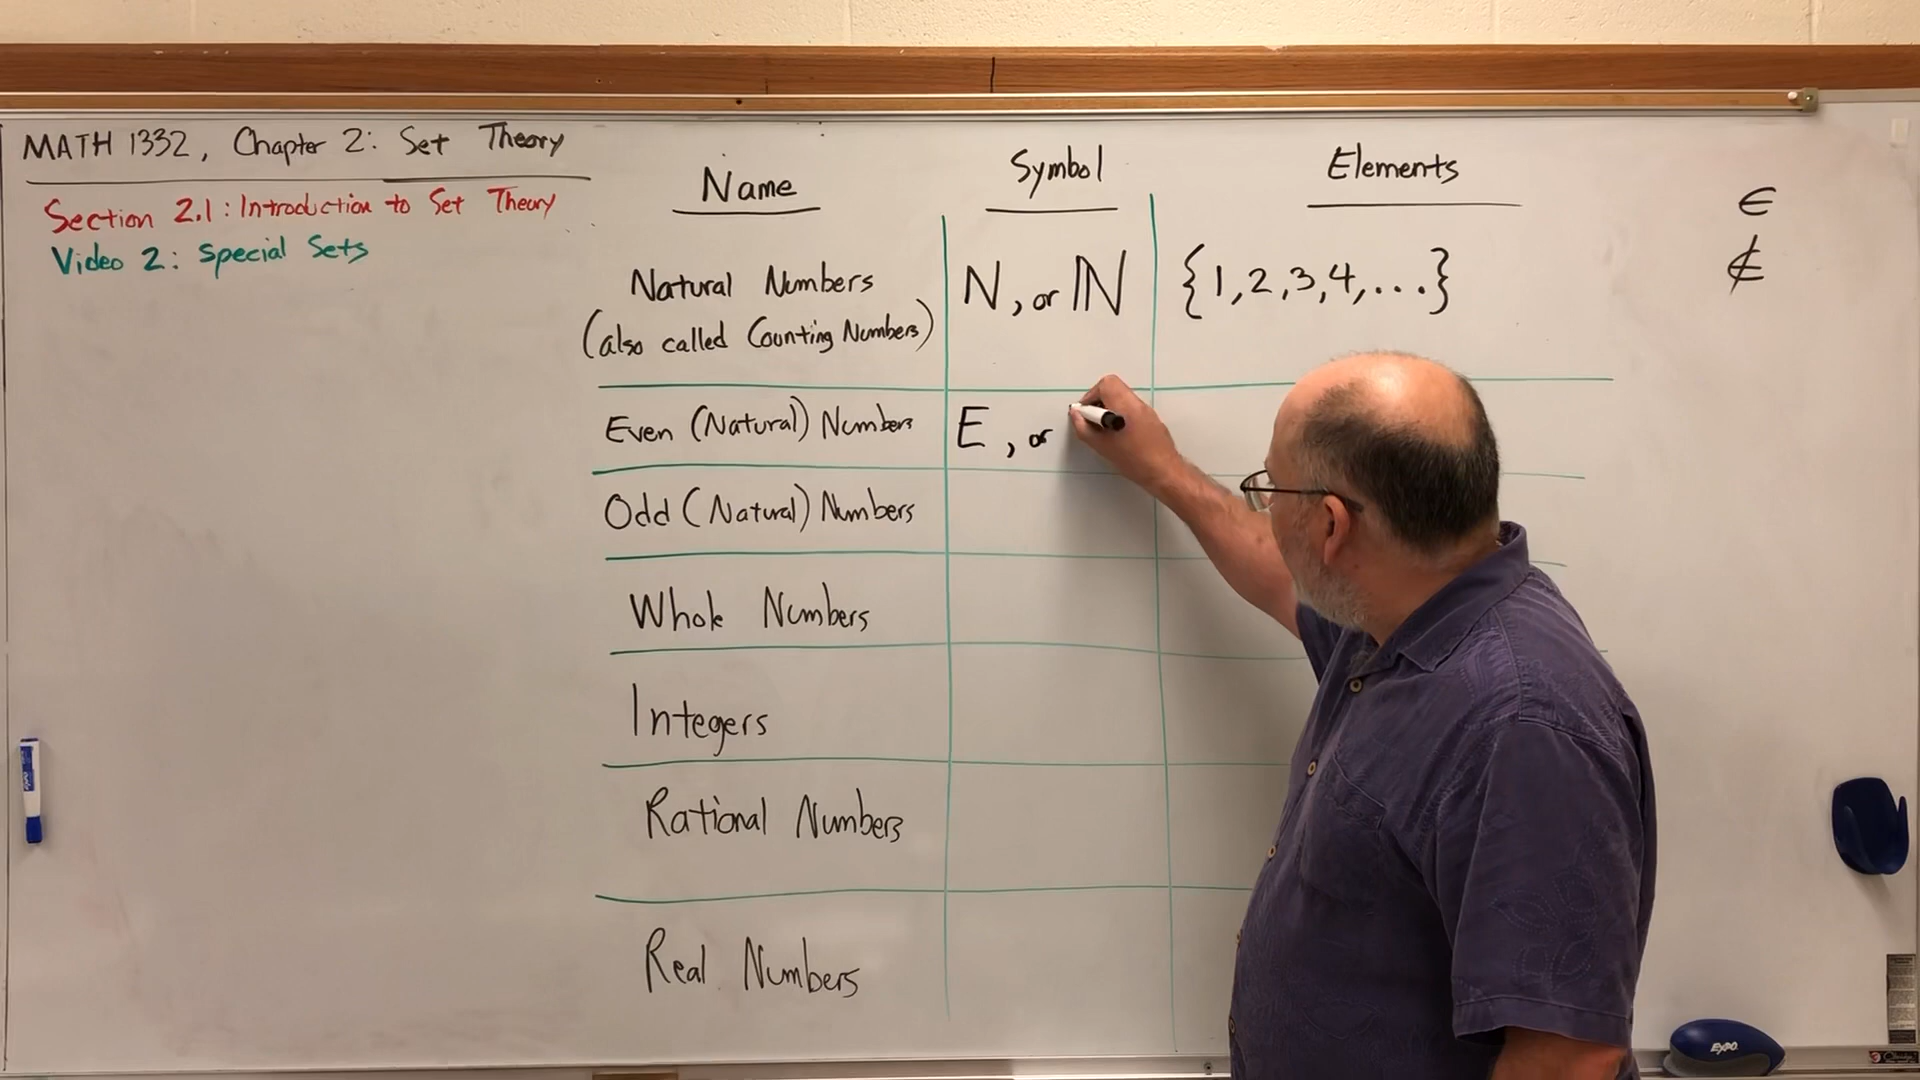 MATH 1332, Chapter 2: Set Theory
Section 2.1: Introduction to Set Theory
Video 2: Special Sets
Name Symbol Elements
Natural Numbers
(also called Counting Numbers)
N, or ℕ {1,2,3,4,...}
Even (Natural) Numbers E, or
Odd (Natural) Numbers
Whole Numbers
Integers
Rational Numbers
Real Numbers
∈
∉
EXPO